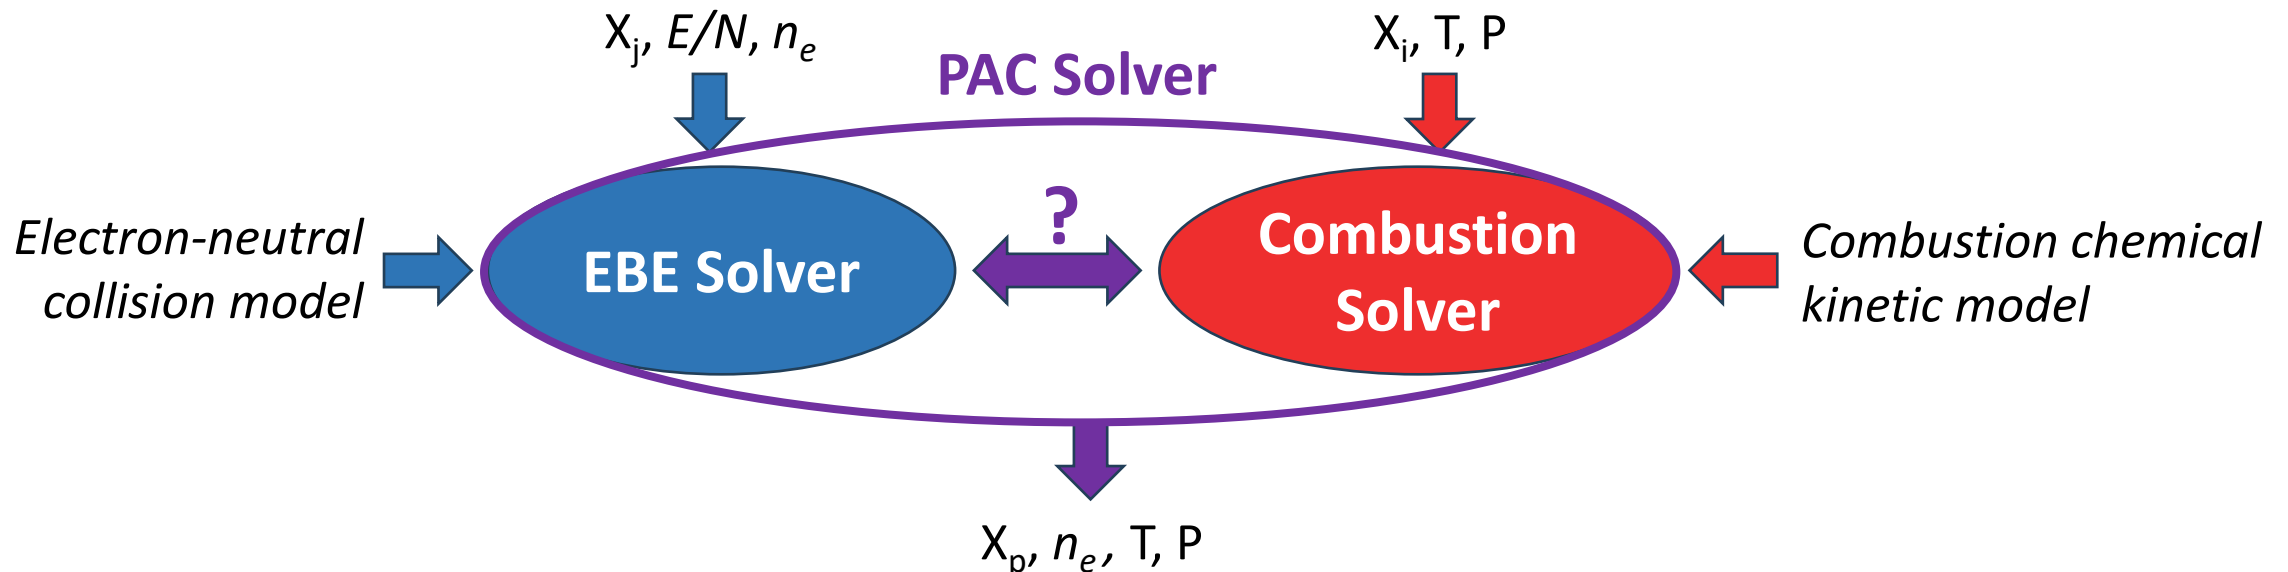 Xj, E/N, ne
Xi, T, P
PAC Solver
?
Electron-neutral
collision model
EBE Solver
Combustion
Solver
Combustion chemical
kinetic model
Xp, ne, T, P